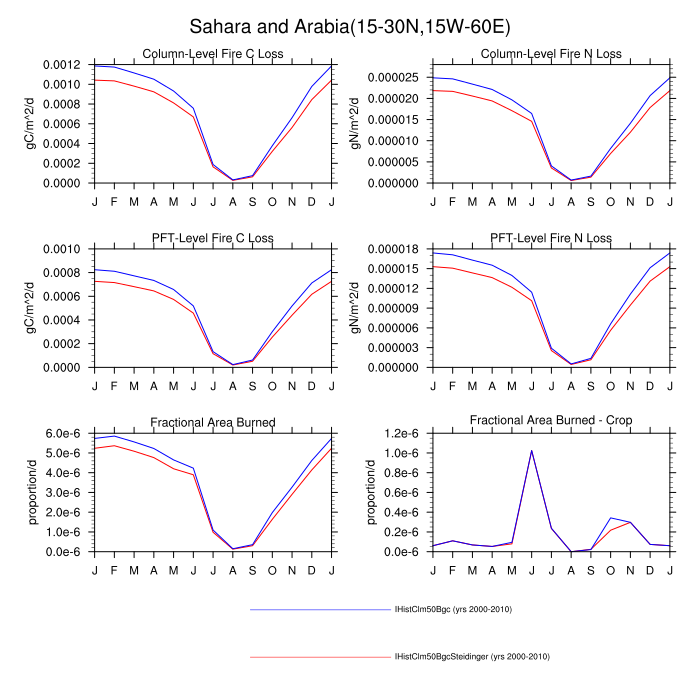 Sahara and Arabia(15-30N,15W-60E)
Column-Level Fire C Loss
gC/m^2/d
0.0012
0.0010
0.0008
0.0006
0.0004
0.0002
0.0000
J F M A M J J A S O N D J
Column-Level Fire N Loss
gN/m^2/d
0.000025
0.000020
0.000015
0.000010
0.000005
0.000000
J F M A M J J A S O N D J
PFT-Level Fire C Loss
gC/m^2/d
0.0010
0.0008
0.0006
0.0004
0.0002
0.0000
J F M A M J J A S O N D J
PFT-Level Fire N Loss
gN/m^2/d
0.000018
0.000015
0.000012
0.000009
0.000006
0.000003
0.000000
J F M A M J J A S O N D J
Fractional Area Burned
proportion/d
6.0e-6
5.0e-6
4.0e-6
3.0e-6
2.0e-6
1.0e-6
0.0e-6
J F M A M J J A S O N D J
Fractional Area Burned - Crop
proportion/d
1.2e-6
1.0e-6
0.8e-6
0.6e-6
0.4e-6
0.2e-6
0.0e-6
J F M A M J J A S O N D J
IHistClm50Bgc (yrs 2000-2010)
IHistClm50BgcSteidinger (yrs 2000-2010)